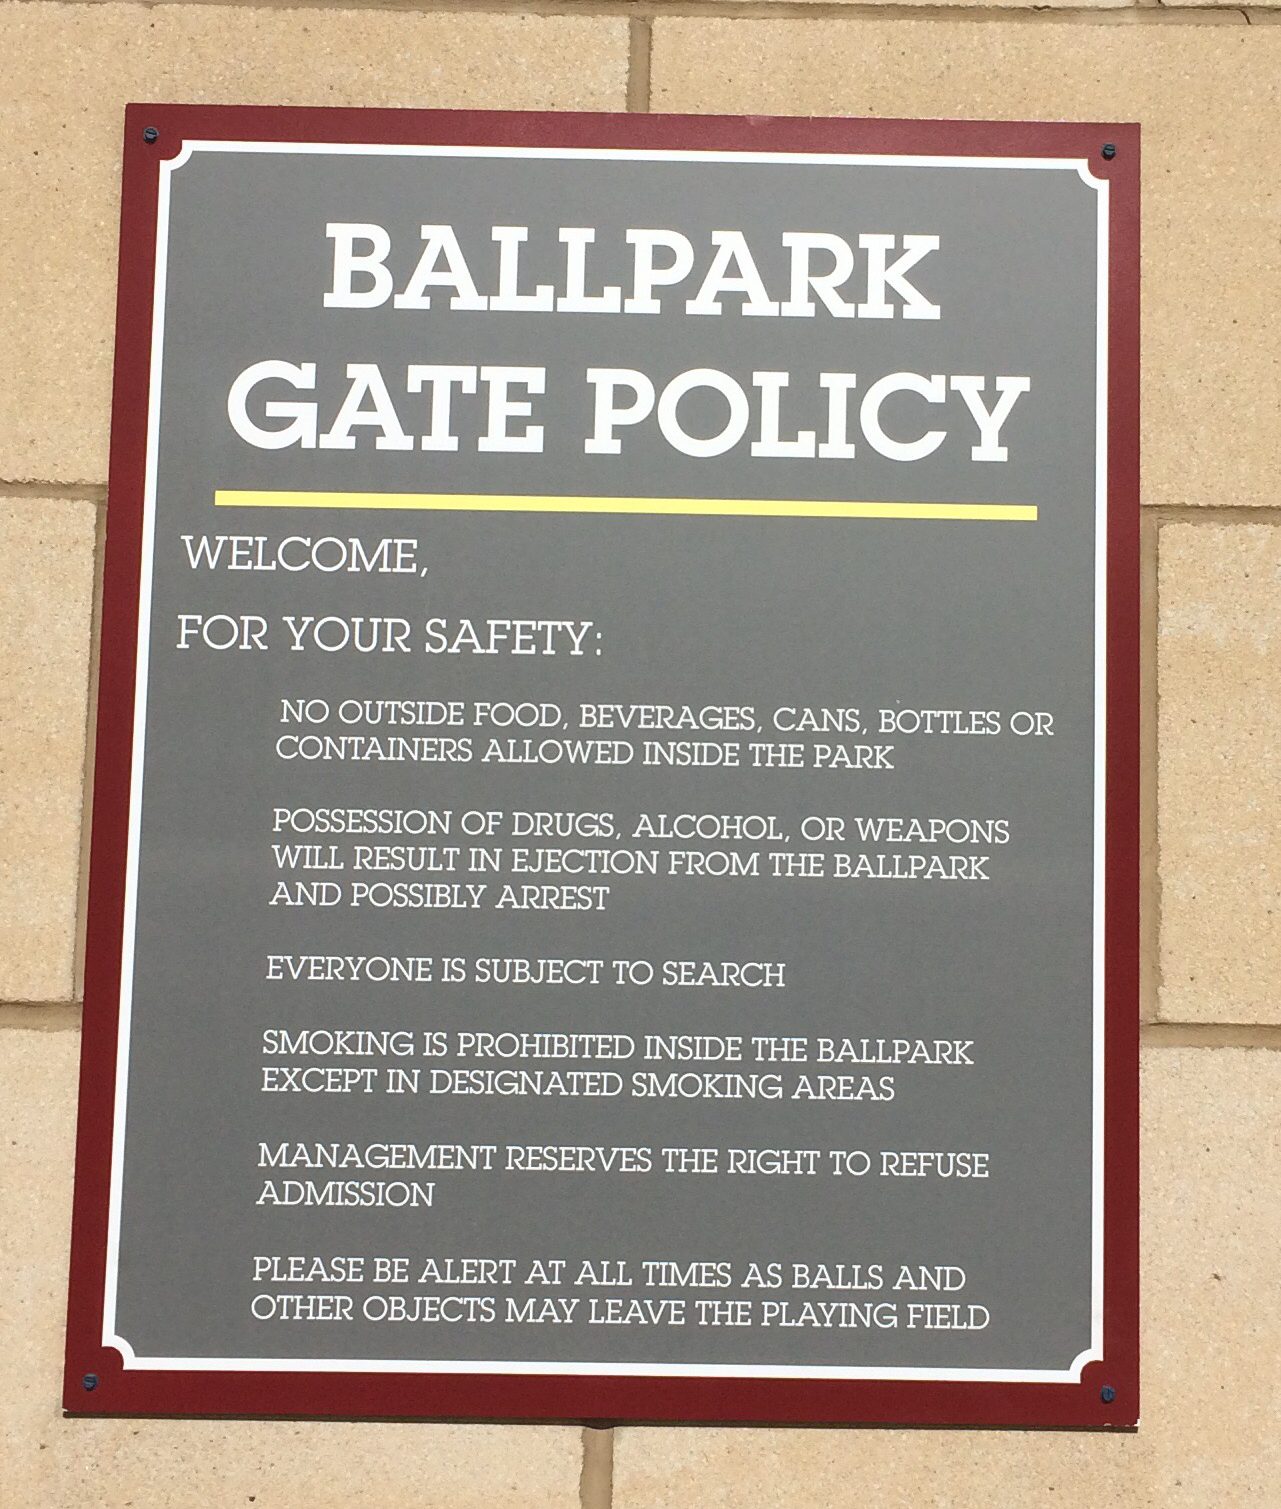 BALLPARK
GATE POLICY
WELCOME,
FOR YOUR SAFETY:
NO OUTSIDE FOOD, BEVERAGES, CANS, BOTTLES OR
CONTAINERS ALLOWED INSIDE THE PARK
POSSESSION OF DRUGS, ALCOHOL, OR WEAPONS
WILL RESULT IN EJECTION FROM THE BALLPARK
AND POSSIBLY ARREST
EVERYONE IS SUBJECT TO SEARCH
SMOKING IS PROHIBITED INSIDE THE BALLPARK
EXCEPT IN DESIGNATED SMOKING AREAS
MANAGEMENT RESERVES THE RIGHT TO REFUSE
ADMISSION
PLEASE BE ALERT AT ALL TIMES AS BALLS AND
OTHER OBJECTS MAY LEAVE THE PLAYING FIELD